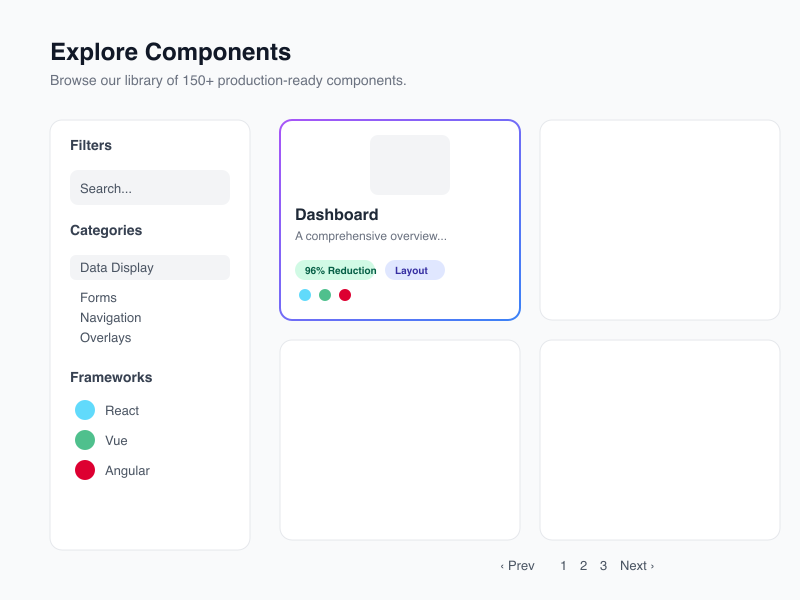 Explore Components
Browse our library of 150+ production-ready components.
Filters
Search...
Categories
Data Display
Forms
Navigation
Overlays
Frameworks
React
Vue
Angular
Dashboard
A comprehensive overview...
96% Reduction Layout
‹ Prev 1 2 3 Next ›